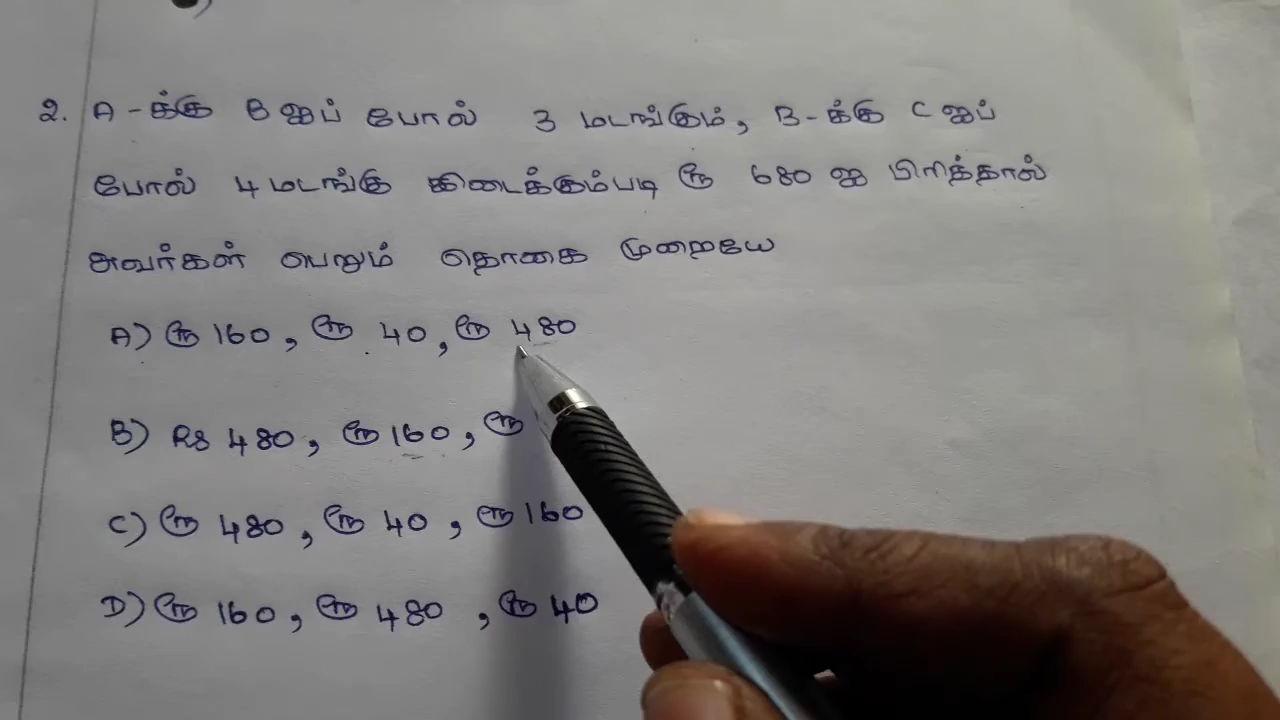 2. A-க்கு B ஐப் போல் 3 மடங்கும், B-க்கு C ஐப்
போல் 4 மடங்கு கிடைக்கும்படி ரூ 680 ஐ பிரித்தால்
அவர்கள் பெறும் தொகை முறையே
A) ரூ 160, ரூ 40, ரூ 480
B) Rs 480, ரூ 160, ரூ
C) ரூ 480, ரூ 40, ரூ 160
D) ரூ 160, ரூ 480, ரூ 40